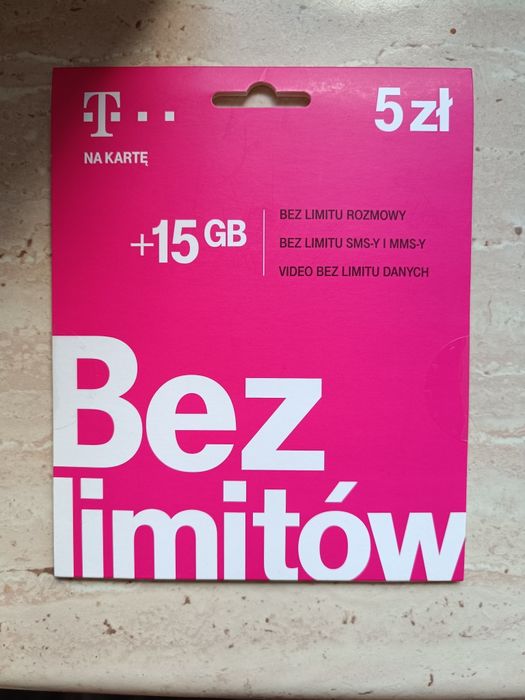 T
5 zł
NA KARTĘ
+15 GB
BEZ LIMITU ROZMOWY
BEZ LIMITU SMS-Y I MMS-Y
VIDEO BEZ LIMITU DANYCH
Bez
limitów